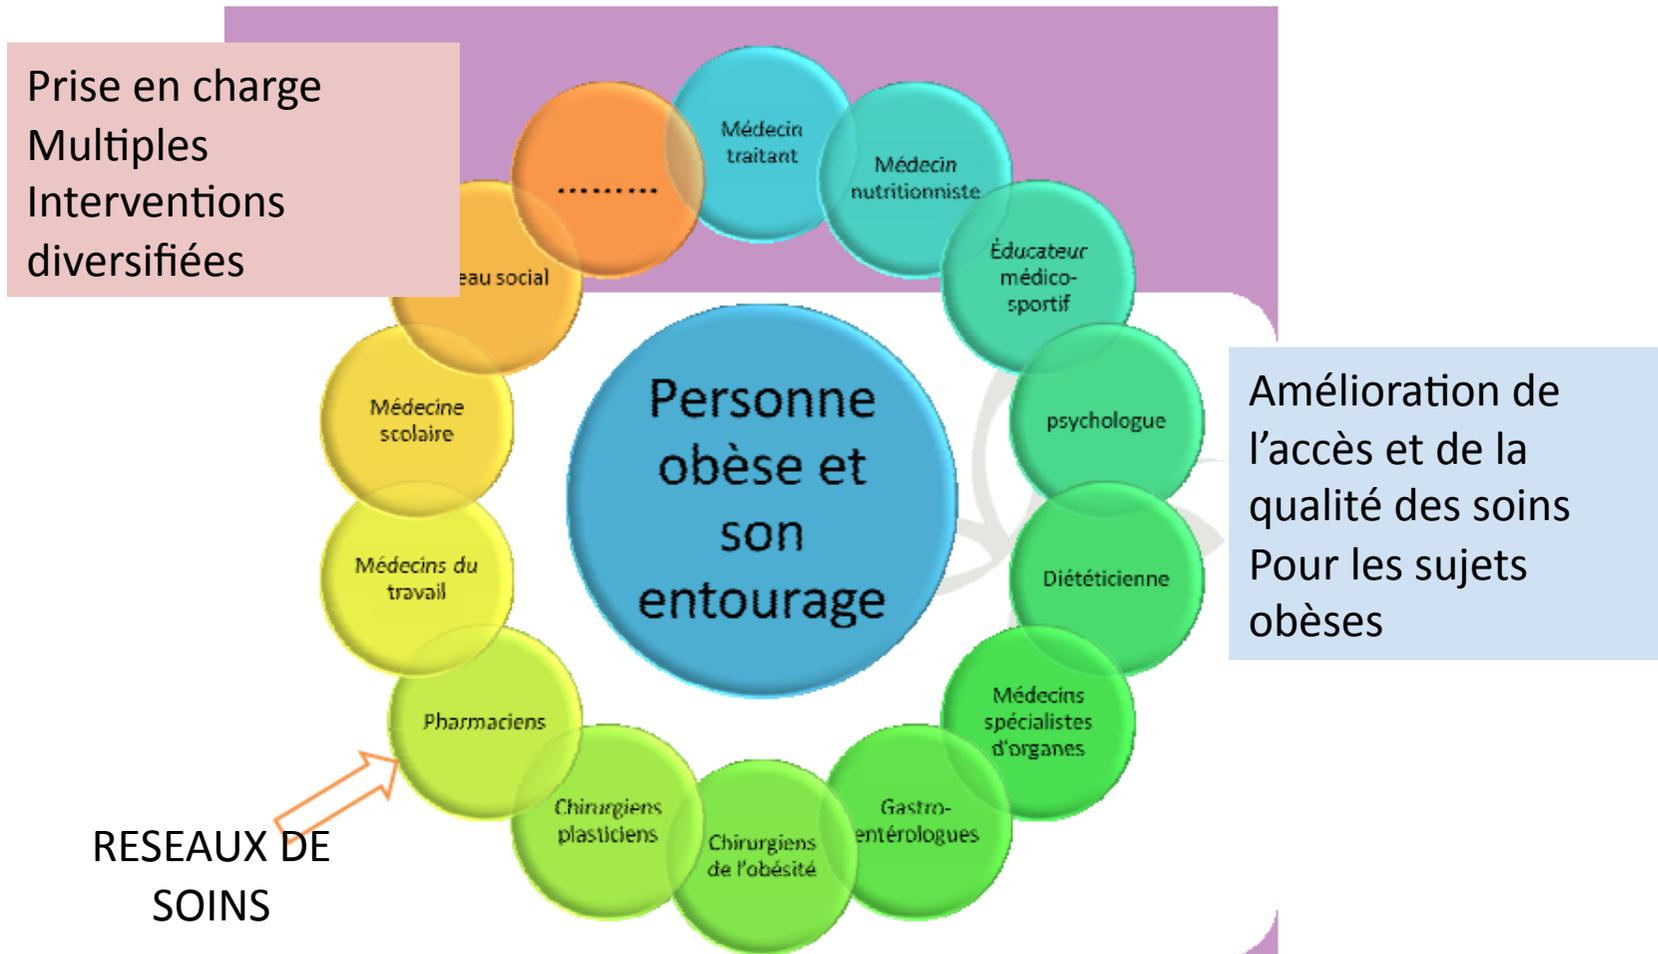 Prise en charge
Multiples
Interventions
diversifiées
.........
Médecin
traitant
Médecin
nutritionniste
Éducateur
médico-
sportif
psychologue
Diététicienne
Médecins
spécialistes
d'organes
Gastro-
entérologues
Chirurgiens
de l'obésité
Chirurgiens
plasticiens
Pharmaciens
Médecins du
travail
Médecine
scolaire
eau social
Personne
obèse et
son
entourage
Amélioration de
l’accès et de la
qualité des soins
Pour les sujets
obèses
RESEAUX DE
SOINS